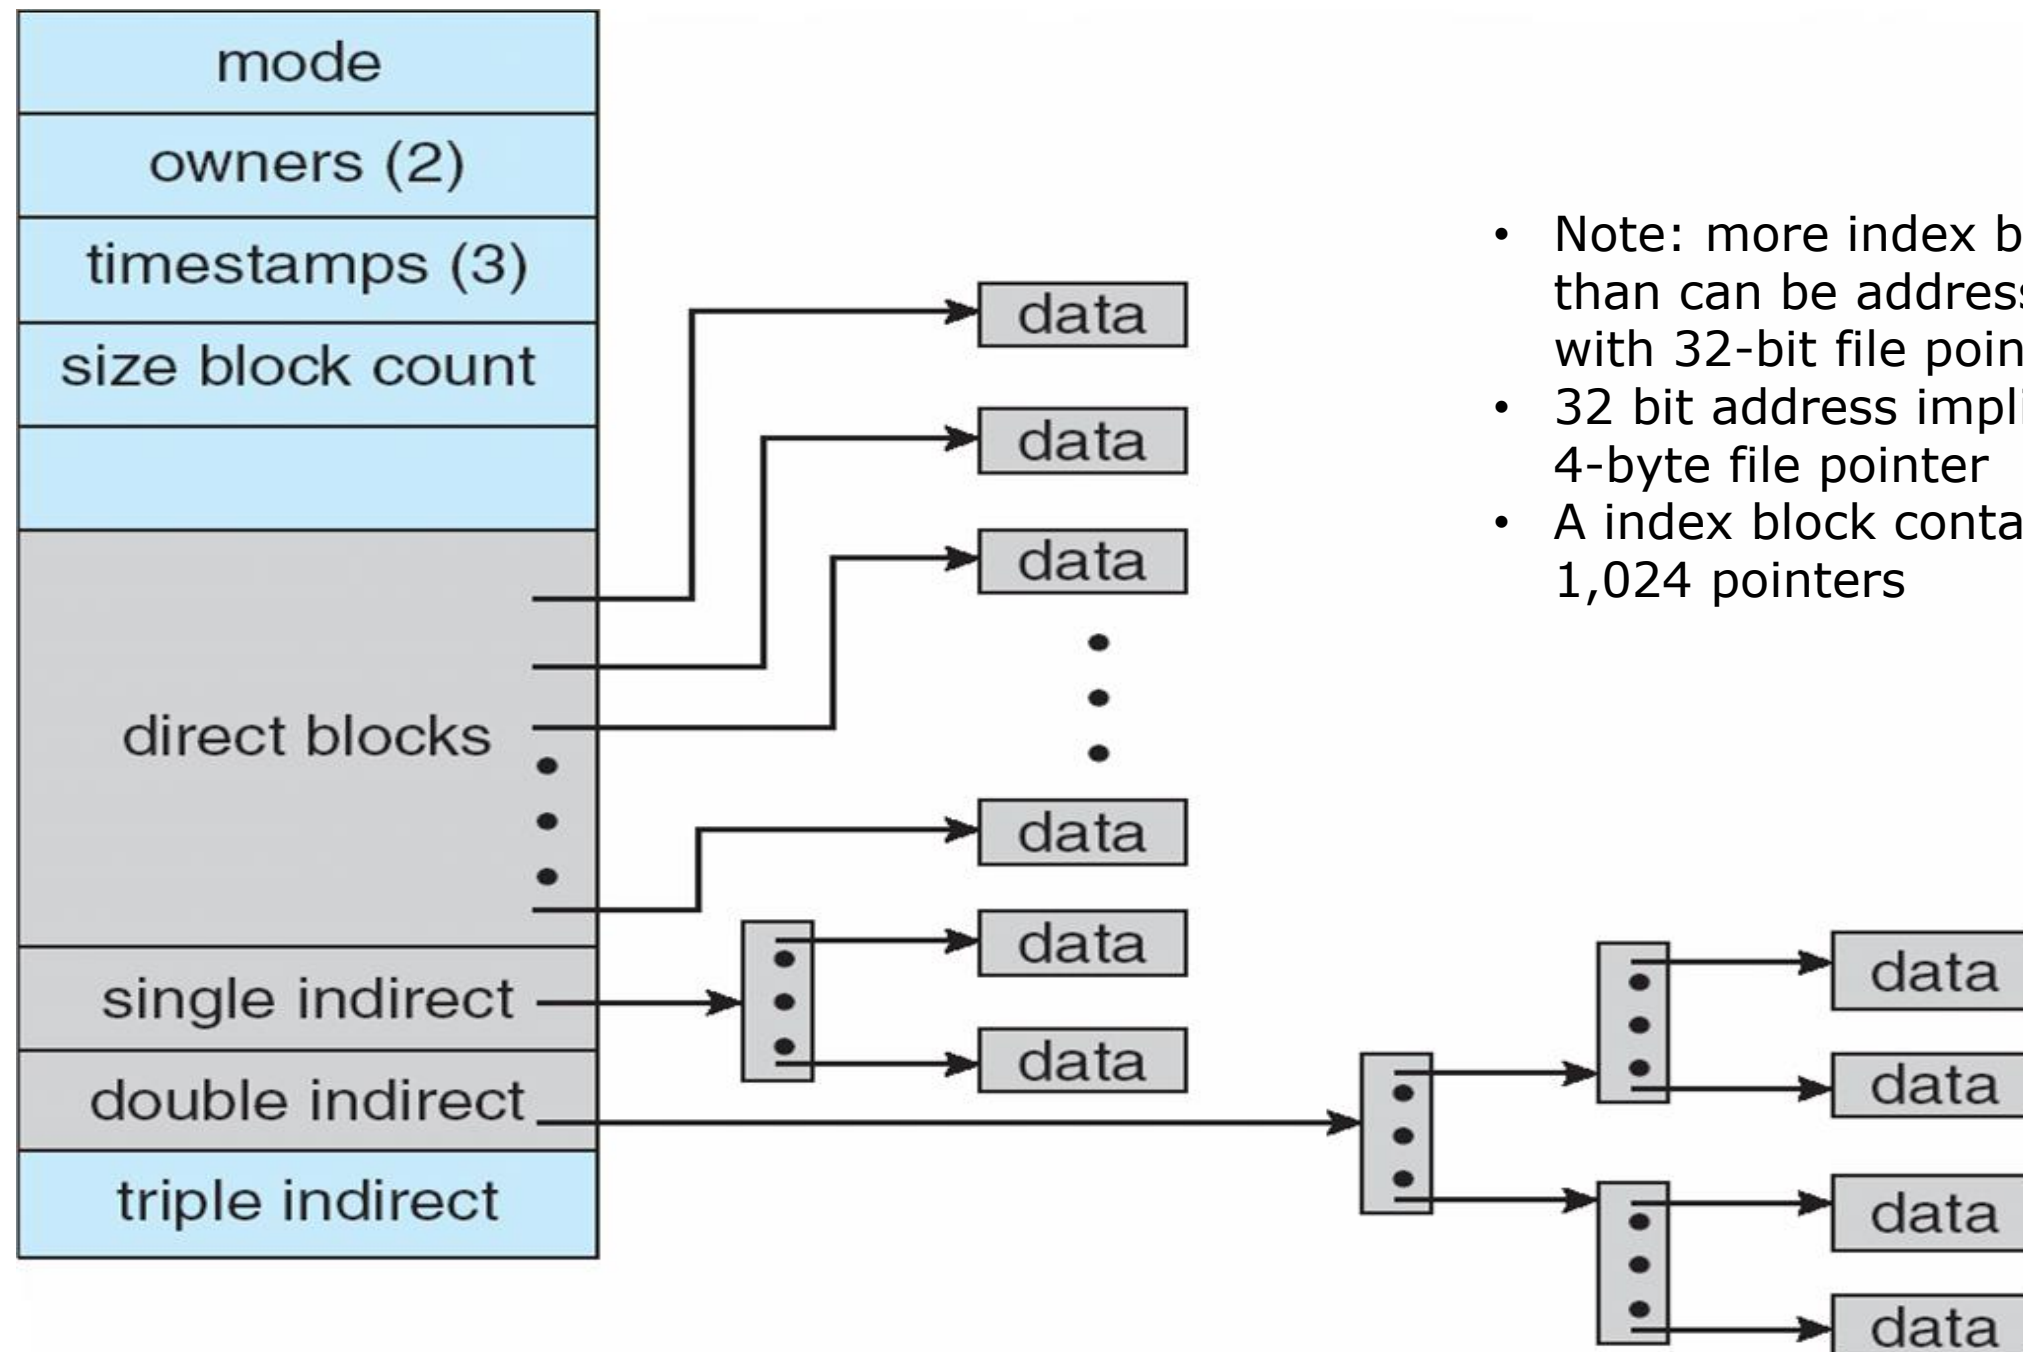 mode
owners (2)
timestamps (3)
size block count
direct blocks
single indirect
double indirect
triple indirect
data
data
data
data
data
data
data
data
data
data
• Note: more index b
than can be address
with 32-bit file poin
• 32 bit address impli
4-byte file pointer
• A index block conta
1,024 pointers